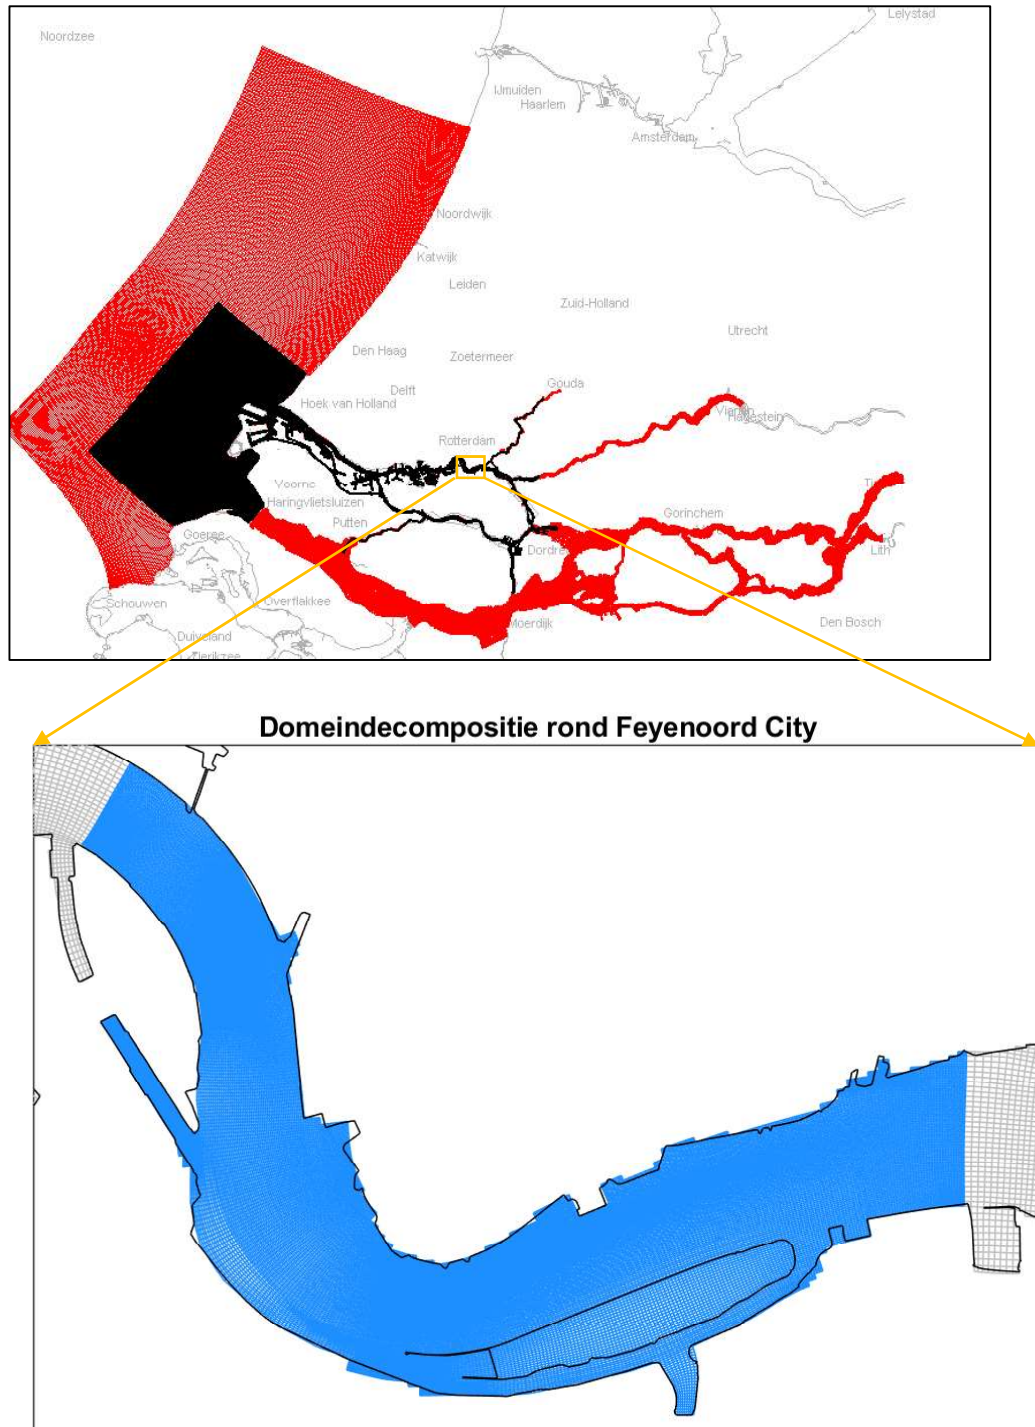 Lelystad
Noordzee
IJmuiden
Haarlem
Amsterdam
Noordwijk
Katwijk
Leiden
Zuid-Holland
Utrecht
Den Haag
Zoetermeer
Delft
Gouda
Hoek van Holland
Rotterdam
Voorne
Haringvlietsluizen
Putten
Gorinchem
Goeree
Lith
Schouwen
Overflakkee
Moerdijk
Den Bosch
Duiveland
Domeindecompositie rond Feyenoord City